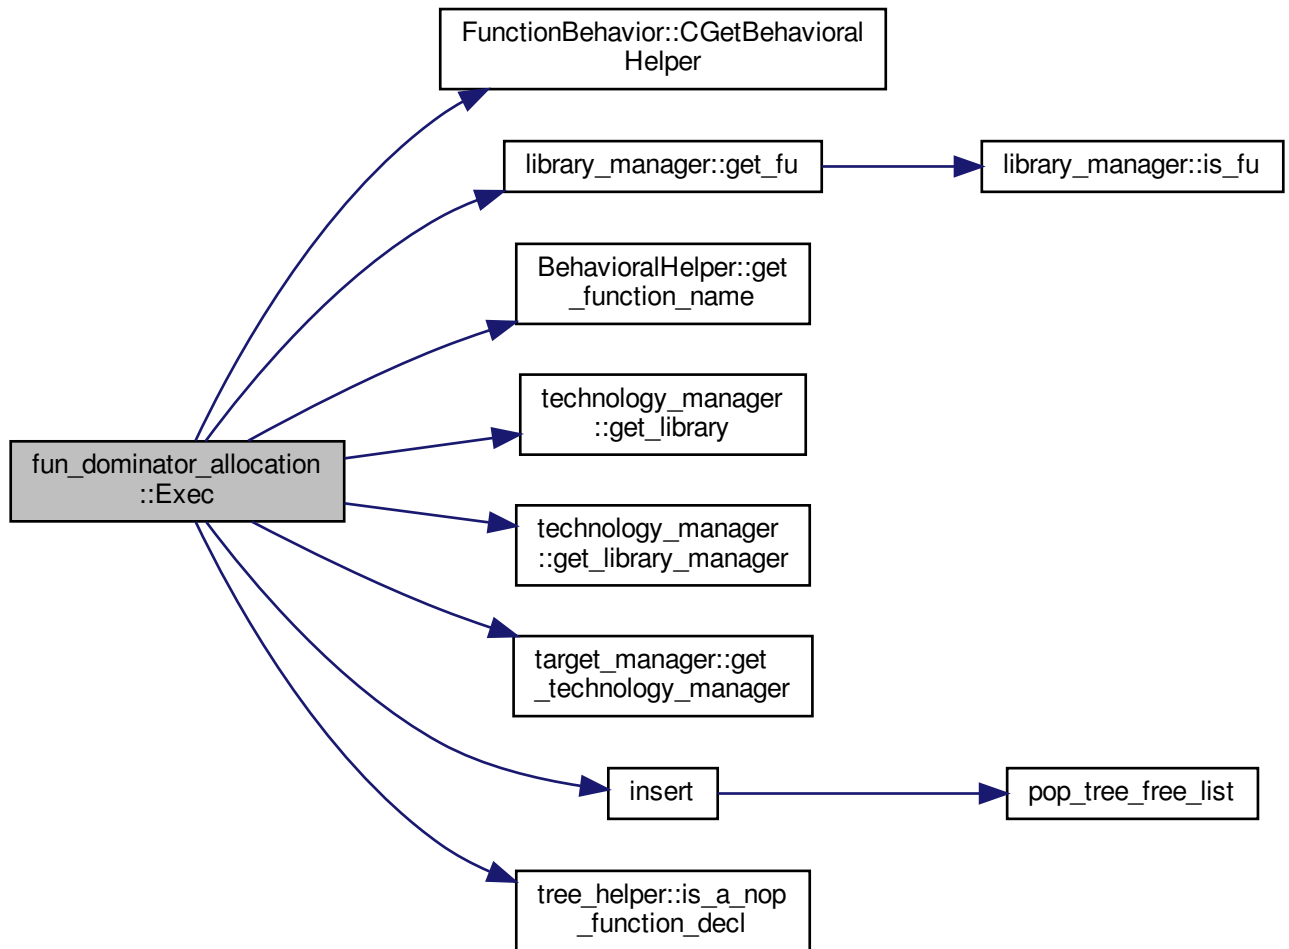 FunctionBehavior::CGetBehavioral
Helper
library_manager::get_fu
library_manager::is_fu
BehavioralHelper::get
_function_name
technology_manager
::get_library
fun_dominator_allocation
::Exec
technology_manager
::get_library_manager
target_manager::get
_technology_manager
insert
pop_tree_free_list
tree_helper::is_a_nop
_function_decl